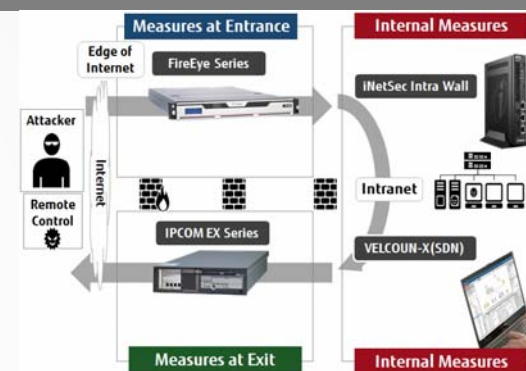 Measures at Entrance
Internal Measures
Edge of
Internet
FireEye Series
iNetSec Intra Wall
Attacker
Internet
Intranet
Remote
Control
IPCOM EX Series
VELCOUN-X(SDN)
Measures at Exit
Internal Measures